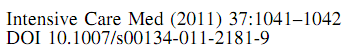 Intensive Care Med (2011) 37:1041–1042
DOI 10.1007/s00134-011-2181-9